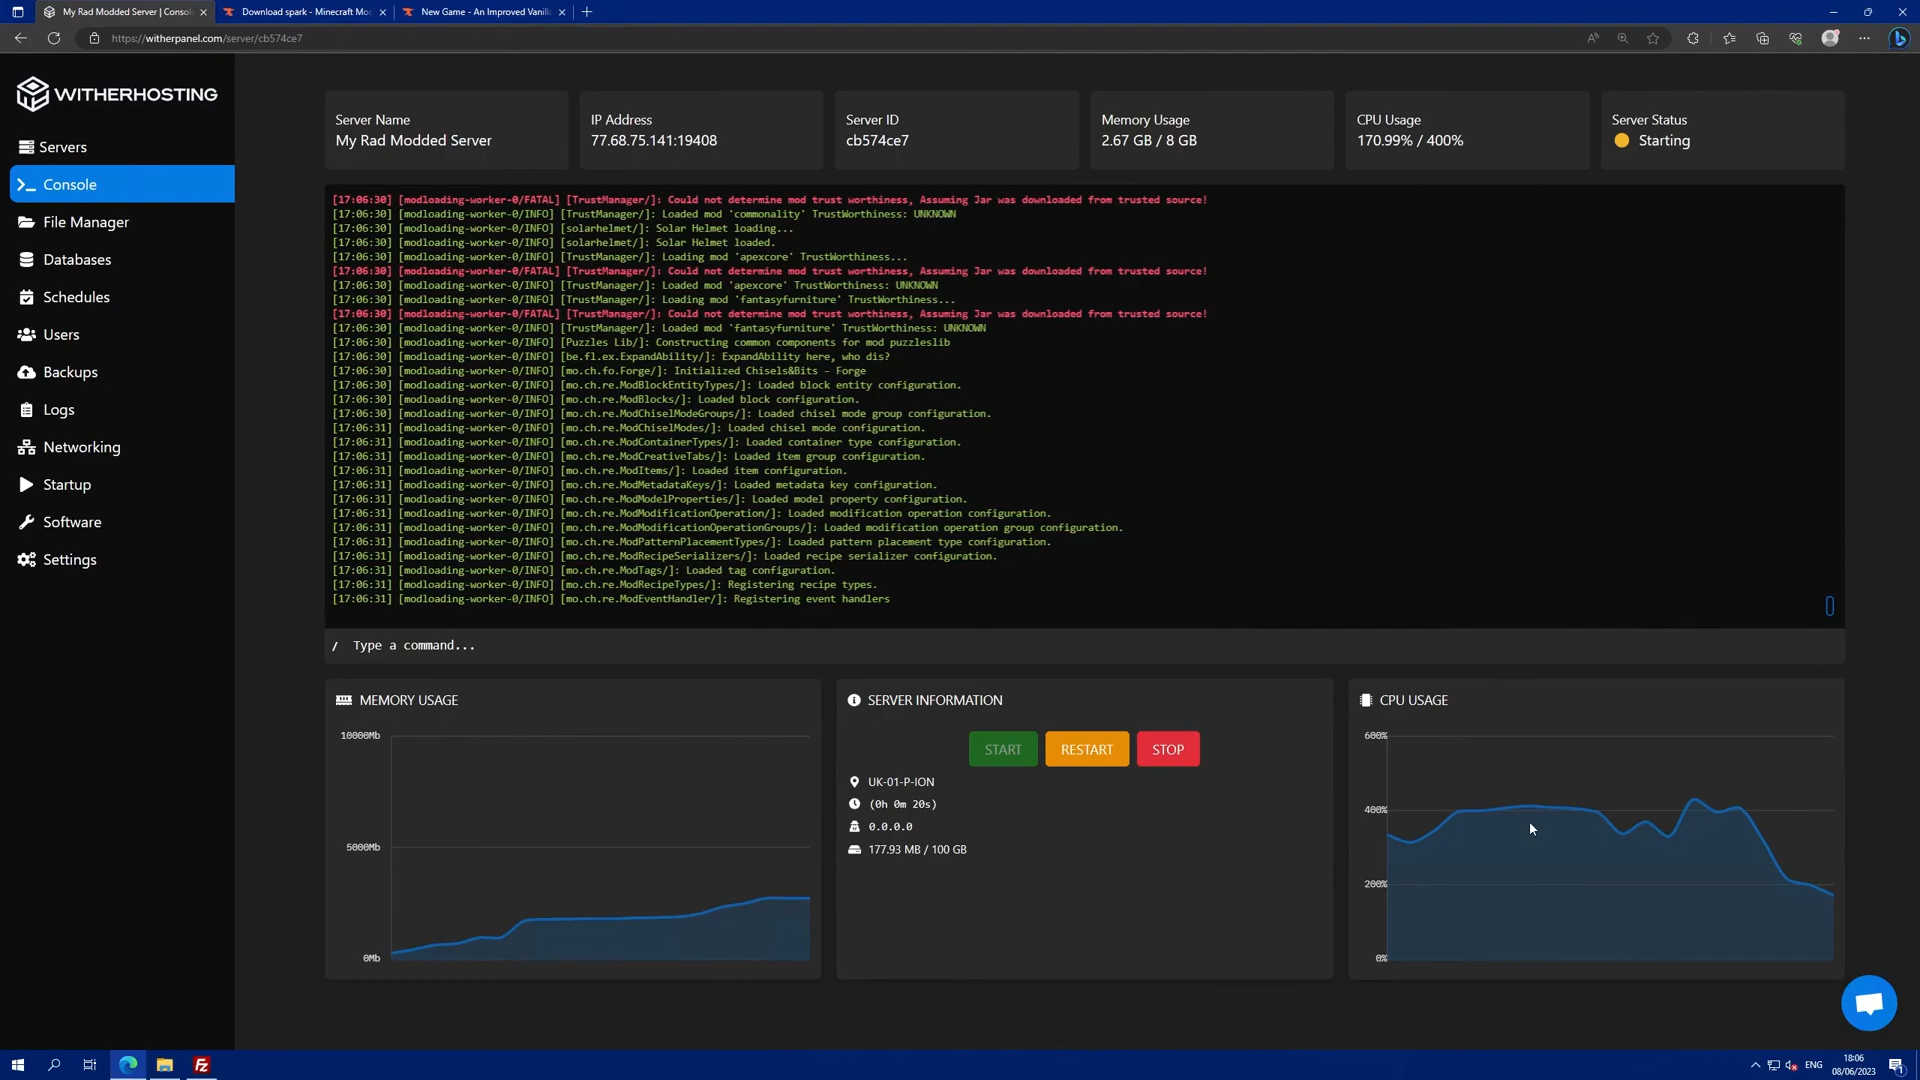 My Rad Modded Server | Consol
Download spark - Minecraft Mo
New Game - An Improved Vanill
https://witherpanel.com/server/cb574ce7
WITHERHOSTING
Servers
Console
File Manager
Databases
Schedules
Users
Backups
Logs
Networking
Startup
Software
Settings
Server Name
My Rad Modded Server
IP Address
77.68.75.141:19408
Server ID
cb574ce7
Memory Usage
2.67 GB / 8 GB
CPU Usage
170.99% / 400%
Server Status
Starting
[17:06:30] [modloading-worker-0/FATAL] [TrustManager/]: Could not determine mod trust worthiness, Assuming Jar was downloaded from trusted source!
[17:06:30] [modloading-worker-0/INFO] [TrustManager/]: Loaded mod 'commonality' TrustWorthiness: UNKNOWN
[17:06:30] [modloading-worker-0/INFO] [solarhelmet/]: Solar Helmet loading...
[17:06:30] [modloading-worker-0/INFO] [solarhelmet/]: Solar Helmet loaded.
[17:06:30] [modloading-worker-0/INFO] [TrustManager/]: Loading mod 'apexcore' TrustWorthiness...
[17:06:30] [modloading-worker-0/FATAL] [TrustManager/]: Could not determine mod trust worthiness, Assuming Jar was downloaded from trusted source!
[17:06:30] [modloading-worker-0/INFO] [TrustManager/]: Loaded mod 'apexcore' TrustWorthiness: UNKNOWN
[17:06:30] [modloading-worker-0/INFO] [TrustManager/]: Loading mod 'fantasyfurniture' TrustWorthiness...
[17:06:30] [modloading-worker-0/FATAL] [TrustManager/]: Could not determine mod trust worthiness, Assuming Jar was downloaded from trusted source!
[17:06:30] [modloading-worker-0/INFO] [TrustManager/]: Loaded mod 'fantasyfurniture' TrustWorthiness: UNKNOWN
[17:06:30] [modloading-worker-0/INFO] [Puzzles Lib/]: Constructing common components for mod puzzleslib
[17:06:30] [modloading-worker-0/INFO] [be.fl.ex.ExpandAbility/]: ExpandAbility here, who dis?
[17:06:30] [modloading-worker-0/INFO] [mo.ch.fo.Forge/]: Initialized Chisels&Bits - Forge
[17:06:30] [modloading-worker-0/INFO] [mo.ch.re.ModBlockEntityTypes/]: Loaded block entity configuration.
[17:06:30] [modloading-worker-0/INFO] [mo.ch.re.ModBlocks/]: Loaded block configuration.
[17:06:30] [modloading-worker-0/INFO] [mo.ch.re.ModChiselModeGroups/]: Loaded chisel mode group configuration.
[17:06:31] [modloading-worker-0/INFO] [mo.ch.re.ModChiselModes/]: Loaded chisel mode configuration.
[17:06:31] [modloading-worker-0/INFO] [mo.ch.re.ModContainerTypes/]: Loaded container type configuration.
[17:06:31] [modloading-worker-0/INFO] [mo.ch.re.ModCreativeTabs/]: Loaded item group configuration.
[17:06:31] [modloading-worker-0/INFO] [mo.ch.re.ModItems/]: Loaded item configuration.
[17:06:31] [modloading-worker-0/INFO] [mo.ch.re.ModMetadataKeys/]: Loaded metadata key configuration.
[17:06:31] [modloading-worker-0/INFO] [mo.ch.re.ModModelProperties/]: Loaded model property configuration.
[17:06:31] [modloading-worker-0/INFO] [mo.ch.re.ModModificationOperation/]: Loaded modification operation configuration.
[17:06:31] [modloading-worker-0/INFO] [mo.ch.re.ModModificationOperationGroups/]: Loaded modification operation group configuration.
[17:06:31] [modloading-worker-0/INFO] [mo.ch.re.ModPatternPlacementTypes/]: Loaded pattern placement type configuration.
[17:06:31] [modloading-worker-0/INFO] [mo.ch.re.ModRecipeSerializers/]: Loaded recipe serializer configuration.
[17:06:31] [modloading-worker-0/INFO] [mo.ch.re.ModTags/]: Loaded tag configuration.
[17:06:31] [modloading-worker-0/INFO] [mo.ch.re.ModRecipeTypes/]: Registering recipe types.
[17:06:31] [modloading-worker-0/INFO] [mo.ch.re.ModEventHandler/]: Registering event handlers
/ Type a command...
MEMORY USAGE
10000Mb
5000Mb
0Mb
SERVER INFORMATION
START
RESTART
STOP
UK-01-P-ION
(0h 0m 20s)
0.0.0.0
177.93 MB / 100 GB
CPU USAGE
600%
400%
200%
0%
ENG
18:06
08/06/2023